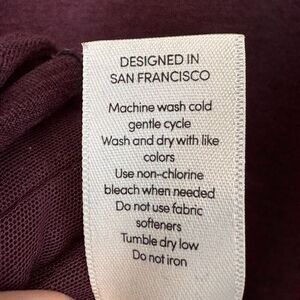 DESIGNED IN
SAN FRANCISCO
Machine wash cold
gentle cycle
Wash and dry with like
colors
Use non-chlorine
bleach when needed
Do not use fabric
softeners
Tumble dry low
Do not iron